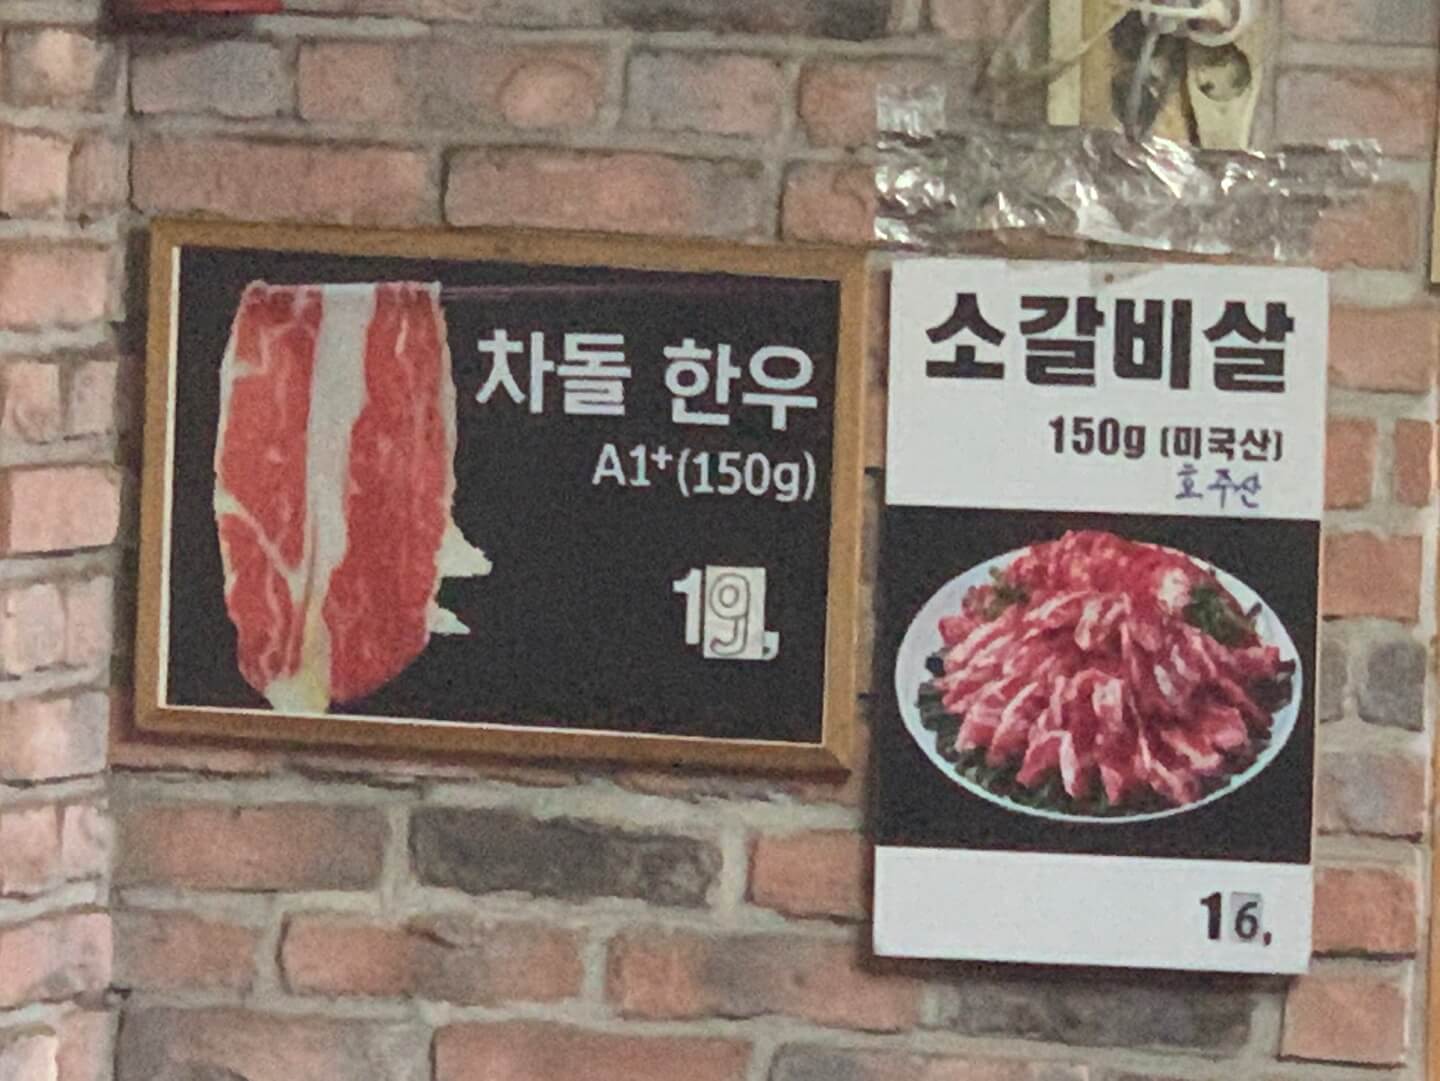 차돌 한우
A1+(150g)
19,
소갈비살
150g (미국산)
호주산
16,